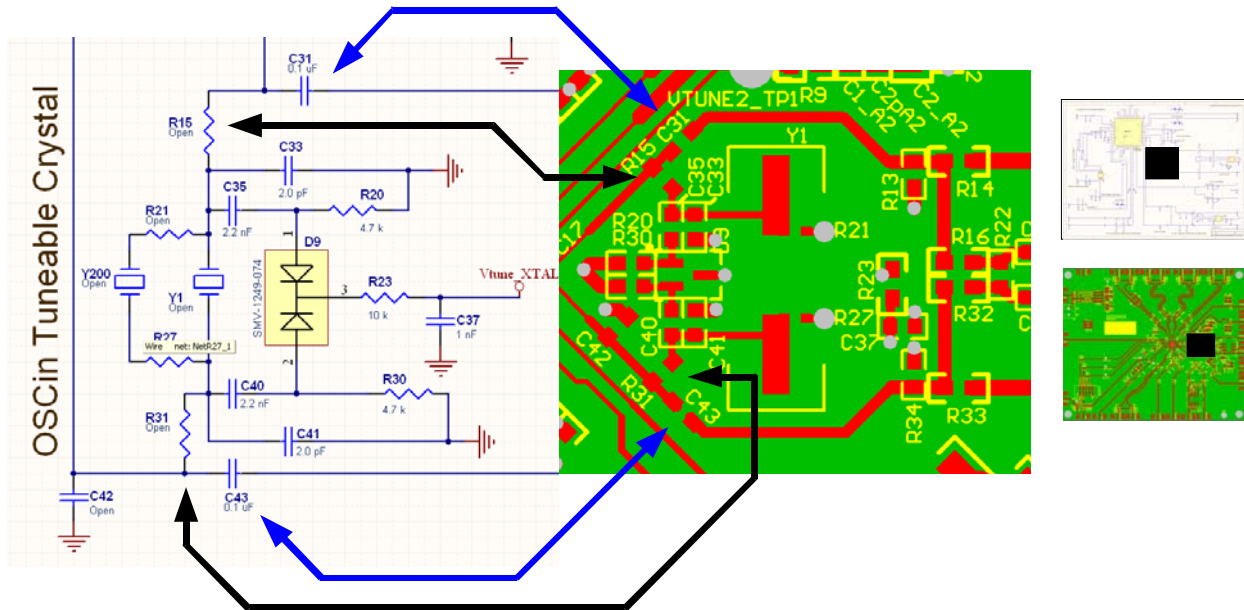 OSCin Tuneable Crystal
C31
0.1 uF
R15
Open
C33
2.0 pF
C35
2.2 nF
R20
4.7 k
R21
Open
D9
1
SMV-1249-074
3
2
Y200
Open
Y1
Open
R23
10 k
Vtune_XTAL
C37
1 nF
R27
Wire net: NetR27_1
C40
2.2 nF
R30
4.7 k
R31
Open
C41
2.0 pF
C42
Open
C43
0.1 uF
VTUNE2_TP1
R9
C1_A2
C2_A2
C31
R15
Y1
C35
C33
R13
R14
R20
R30
R21
R16
R22
C17
R23
R27
R32
C40
C37
C41
C42
R31
C43
R34
R33